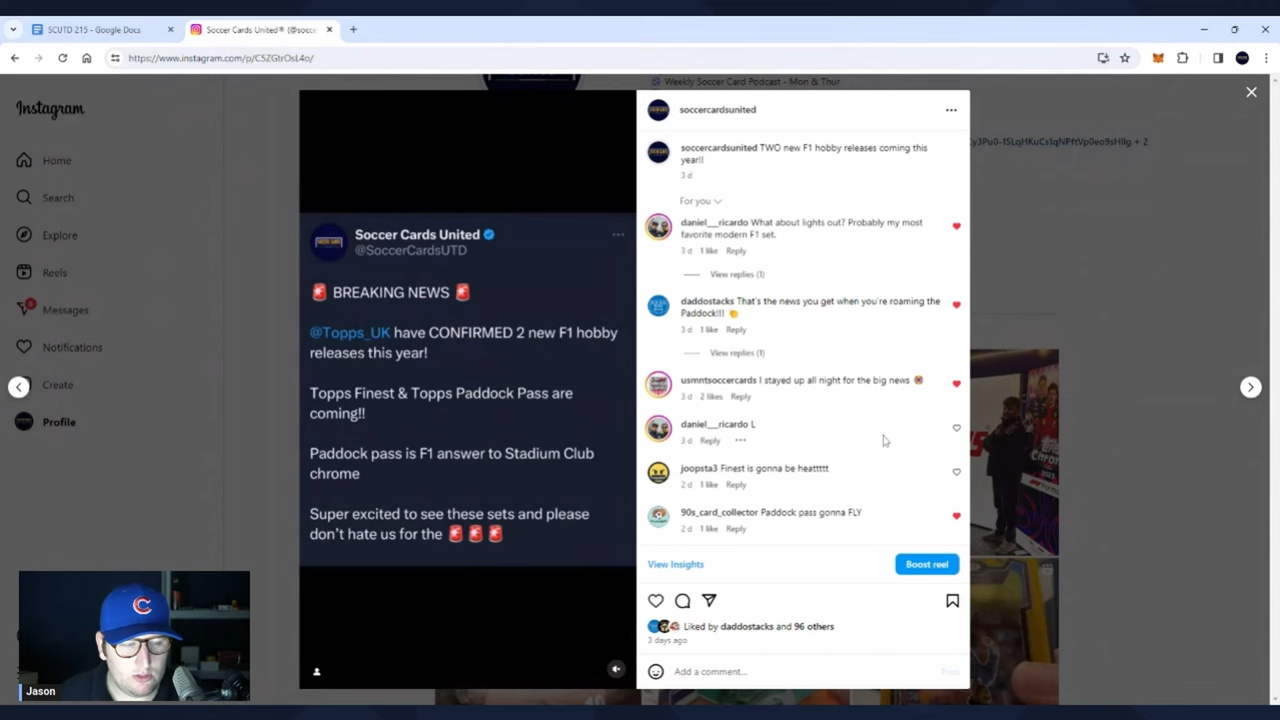 SCUTD 215 - Google Docs
Soccer Cards United® (@socce
https://www.instagram.com/p/C5ZGtrOsL4o/
Weekly Soccer Card Podcast - Mon & Thur
Instagram
Home
Search
Explore
Reels
Messages
Notifications
Create
Profile
Soccer Cards United
@SoccerCardsUTD
🚨 BREAKING NEWS 🚨
@Topps_UK have CONFIRMED 2 new F1 hobby
releases this year!
Topps Finest & Topps Paddock Pass are
coming!!
Paddock pass is F1 answer to Stadium Club
chrome
Super excited to see these sets and please
don't hate us for the 🚨 🚨 🚨
soccercardsunited
soccercardsunited TWO new F1 hobby releases coming this
year!!
3 d
For you
daniel__ricardo What about lights out? Probably my most
favorite modern F1 set.
3 d 1 like Reply
View replies (1)
daddostacks That's the news you get when you're roaming the
Paddock!!! 👏
3 d 1 like Reply
View replies (1)
usmntsoccercards I stayed up all night for the big news
3 d 2 likes Reply
daniel__ricardo L
3 d Reply
joopsta3 Finest is gonna be heattttt
2 d 1 like Reply
90s_card_collector Paddock pass gonna FLY
2 d 1 like Reply
View Insights
Boost reel
Liked by daddostacks and 96 others
3 days ago
Add a comment...
Post
Jason